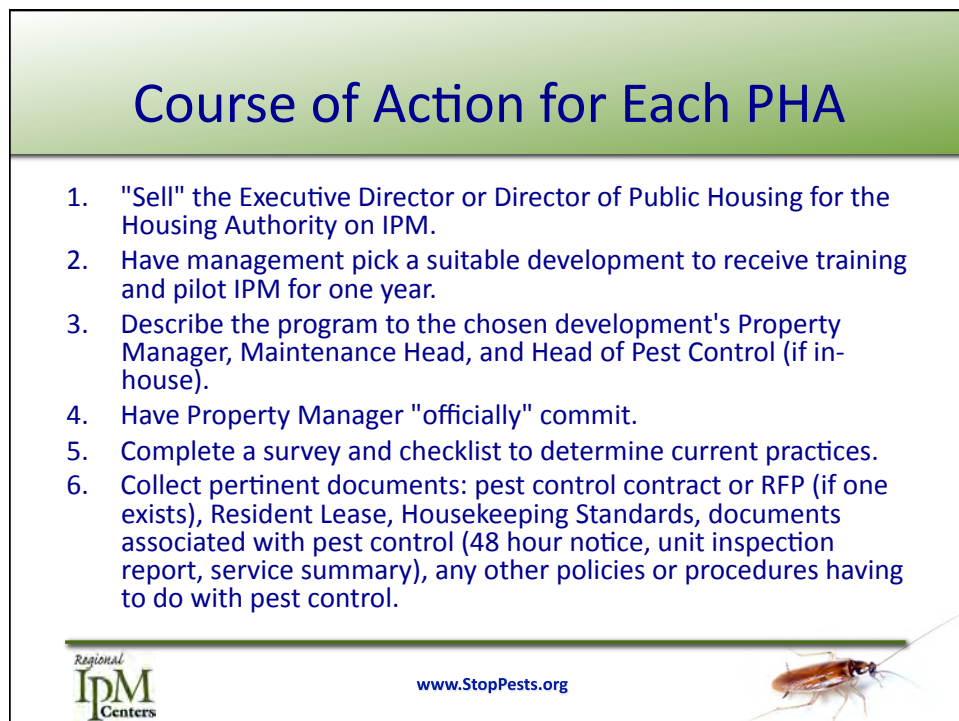 Course of Action for Each PHA
1. "Sell" the Executive Director or Director of Public Housing for the
Housing Authority on IPM.
2. Have management pick a suitable development to receive training
and pilot IPM for one year.
3. Describe the program to the chosen development's Property
Manager, Maintenance Head, and Head of Pest Control (if in-
house).
4. Have Property Manager "officially" commit.
5. Complete a survey and checklist to determine current practices.
6. Collect pertinent documents: pest control contract or RFP (if one
exists), Resident Lease, Housekeeping Standards, documents
associated with pest control (48 hour notice, unit inspection
report, service summary), any other policies or procedures having
to do with pest control.
Regional
IPM
Centers
www.StopPests.org